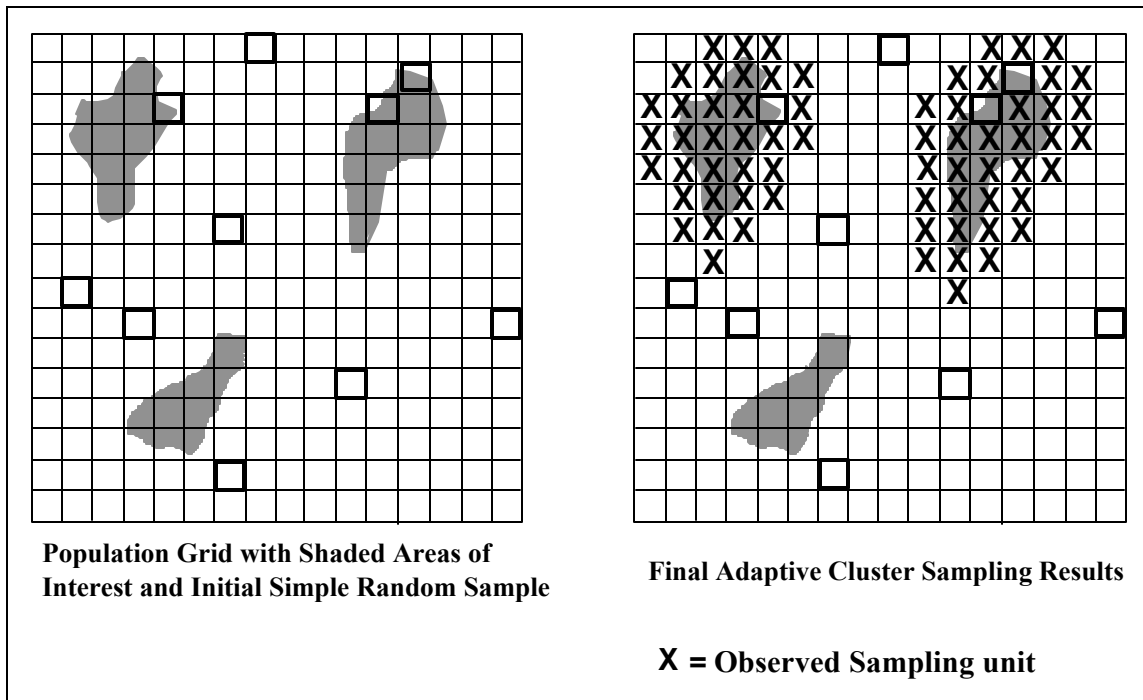 X X X X X X
X X X X X X X X X
X X X X X X X X X X
X X X X X X X X X X X X
X X X X X X X X X X
X X X X X X X X
X X X X X X X
X X X X
X
Population Grid with Shaded Areas of
Interest and Initial Simple Random Sample
Final Adaptive Cluster Sampling Results
X = Observed Sampling unit